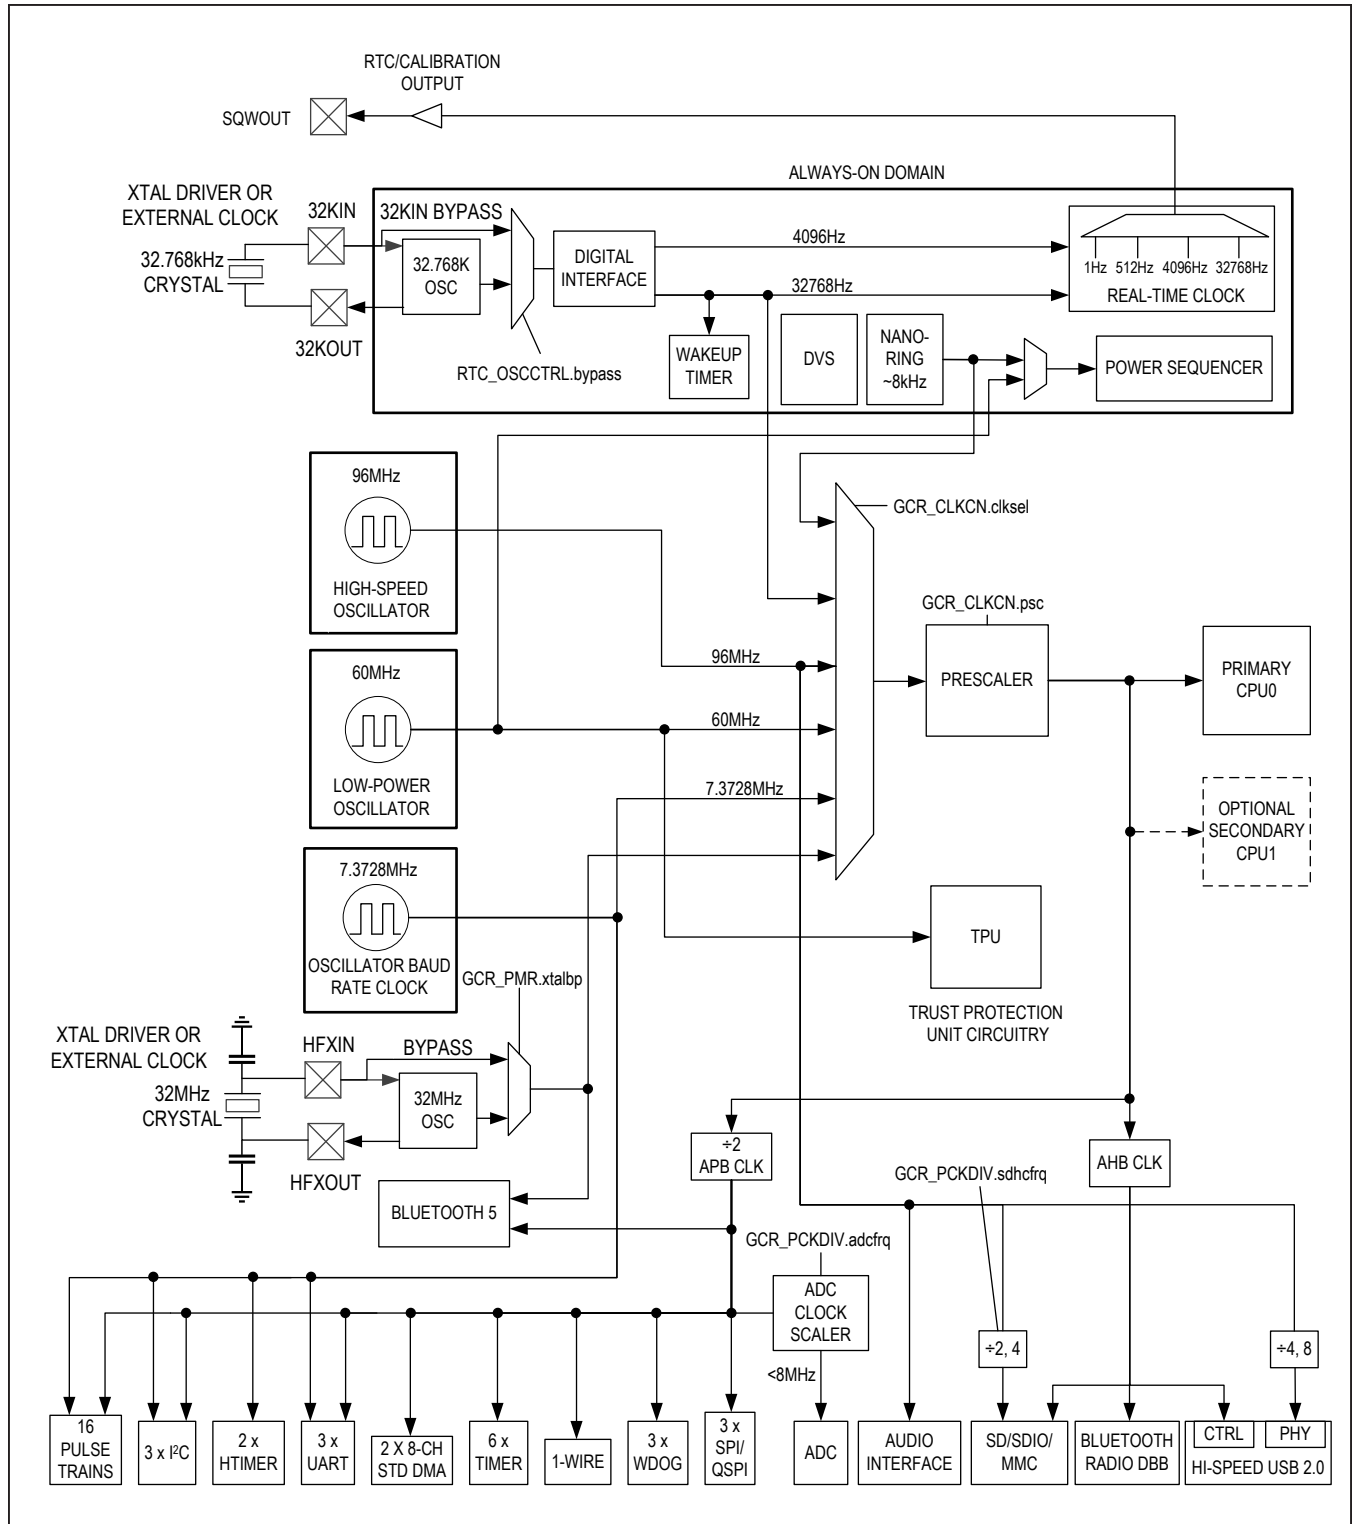 RTC/CALIBRATION
OUTPUT
SQWOUT
ALWAYS-ON DOMAIN
XTAL DRIVER OR
EXTERNAL CLOCK
32KIN
32KIN BYPASS
32.768kHz
CRYSTAL
32.768K
OSC
DIGITAL
INTERFACE
4096Hz
32768Hz
1Hz 512Hz 4096Hz 32768Hz
REAL-TIME CLOCK
32KOUT
RTC_OSCCTRL.bypass
WAKEUP
TIMER
DVS
NANO-
RING
~8kHz
POWER SEQUENCER
96MHz
HIGH-SPEED
OSCILLATOR
GCR_CLKCN.clksel
GCR_CLKCN.psc
96MHz
PRESCALER
PRIMARY
CPU0
60MHz
LOW-POWER
OSCILLATOR
60MHz
7.3728MHz
OPTIONAL
SECONDARY
CPU1
7.3728MHz
OSCILLATOR BAUD
RATE CLOCK
TPU
TRUST PROTECTION
UNIT CIRCUITRY
GCR_PMR.xtalbp
XTAL DRIVER OR
EXTERNAL CLOCK
HFXIN
BYPASS
32MHz
CRYSTAL
32MHz
OSC
HFXOUT
÷2
APB CLK
AHB CLK
GCR_PCKDIV.sdhcfrq
BLUETOOTH 5
GCR_PCKDIV.adcfrq
ADC
CLOCK
SCALER
<8MHz
÷2, 4
÷4, 8
16
PULSE
TRAINS
3 x I²C
2 x
HTIMER
3 x
UART
2 X 8-CH
STD DMA
6 x
TIMER
1-WIRE
3 x
WDOG
3 x
SPI/
QSPI
ADC
AUDIO
INTERFACE
SD/SDIO/
MMC
BLUETOOTH
RADIO DBB
CTRL
PHY
HI-SPEED USB 2.0